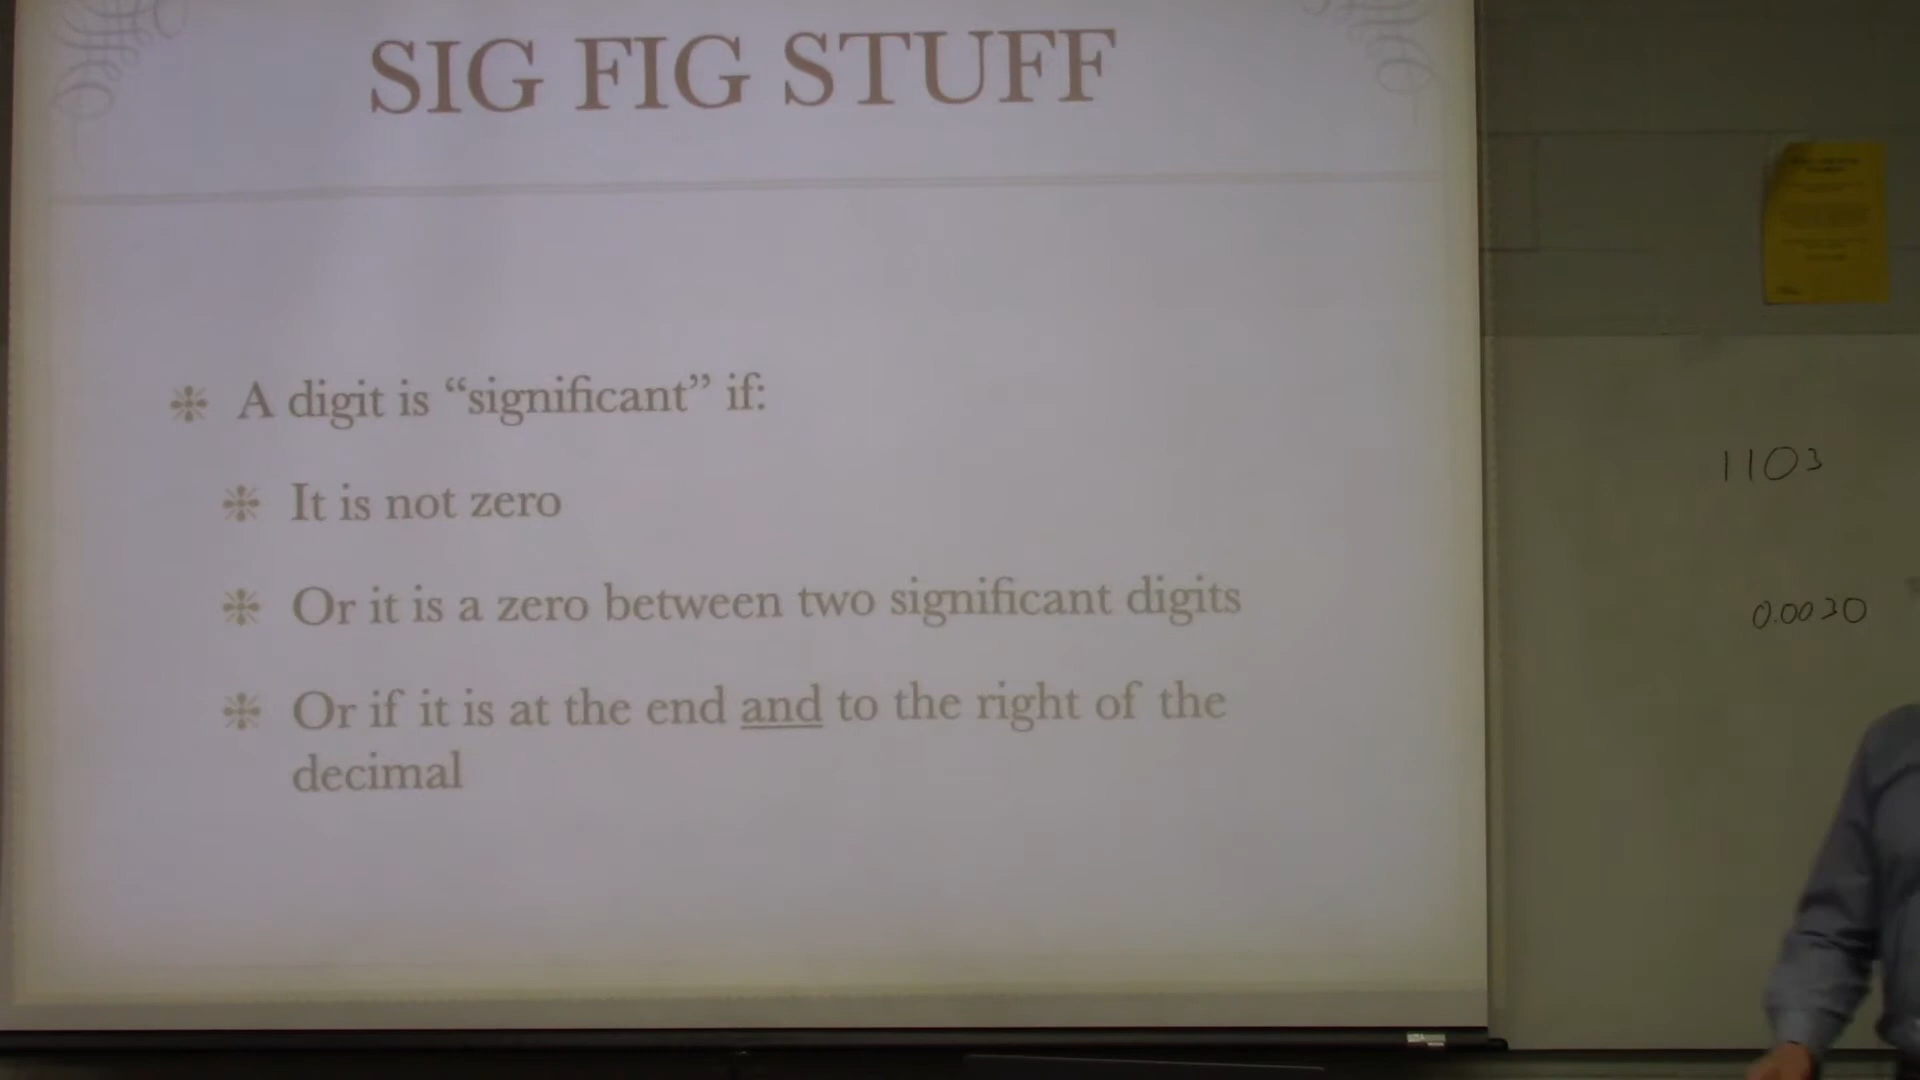 SIG FIG STUFF
A digit is “significant” if:
It is not zero
Or it is a zero between two significant digits
Or if it is at the end and to the right of the
decimal
1103
0.0030